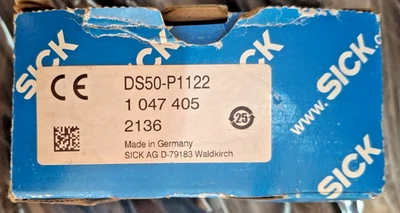 SICK
SICK
SICK
www.sick
CE
DS50-P1122
1 047 405
2136
25
Made in Germany
SICK AG D-79183 Waldkirch
SICK
SICK